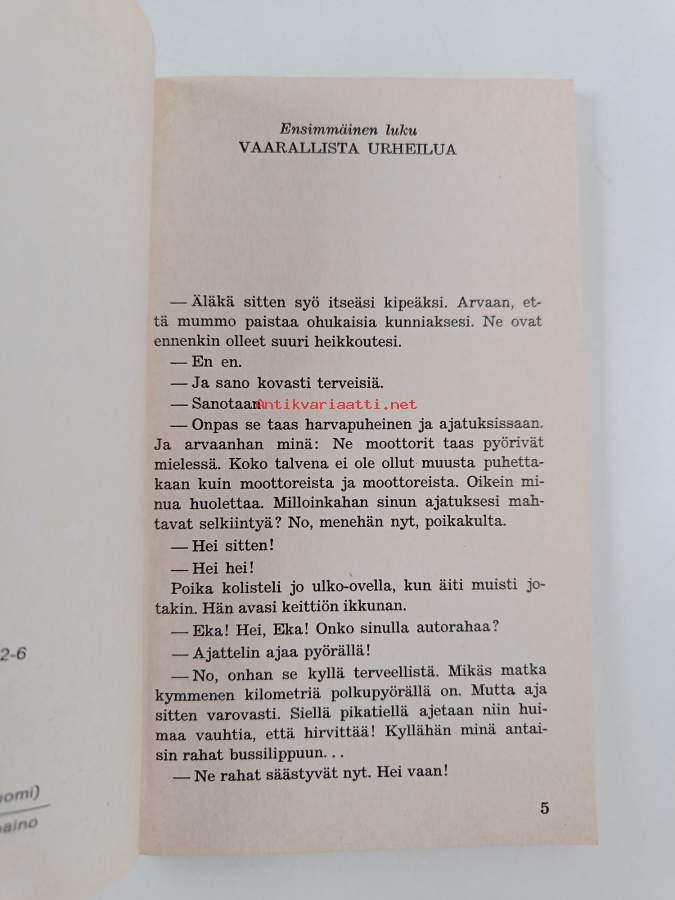 Ensimmäinen luku
VAARALLISTA URHEILUA
— Äläkä sitten syö itseäsi kipeäksi. Arvaan, et-
tä mummo paistaa ohukaisia kunniaksesi. Ne ovat
ennenkin olleet suuri heikkoutesi.
— En en.
— Ja sano kovasti terveisiä.
— Sanotaan
Antikvariaatti.net
— Onpas se taas harvapuheinen ja ajatuksissaan.
Ja arvaanhan minä: Ne moottorit taas pyörivät
mielessä. Koko talvena ei ole ollut muusta puhetta-
kaan kuin moottoreista ja moottoreista. Oikein mi-
nua huolettaa. Milloinkahan sinun ajatuksesi mah-
tavat selkiintyä? No, menehän nyt, poikakulta.
— Hei sitten!
— Hei hei!
Poika kolisteli jo ulko-ovella, kun äiti muisti jo-
takin. Hän avasi keittiön ikkunan.
— Eka! Hei, Eka! Onko sinulla autorahaa?
— Ajattelin ajaa pyörällä!
— No, onhan se kyllä terveellistä. Mikäs matka
kymmenen kilometriä polkupyörällä on. Mutta aja
sitten varovasti. Siellä pikatiellä ajetaan niin hui-
maa vauhtia, että hirvittää! Kyllähän minä antai-
sin rahat bussilippuun...
— Ne rahat säästyvät nyt. Hei vaan!
5
2-6
omi)
aino